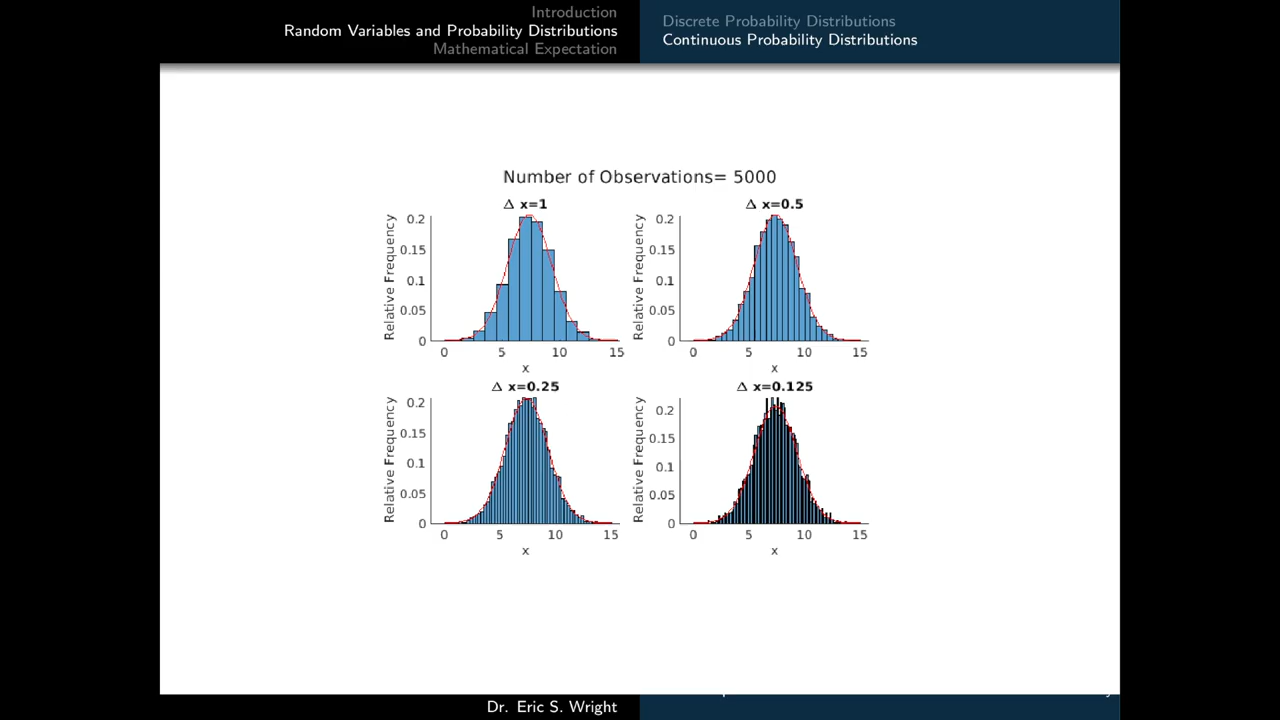 Introduction
Random Variables and Probability Distributions
Mathematical Expectation
Discrete Probability Distributions
Continuous Probability Distributions
Number of Observations= 5000
Δ x=1
Relative Frequency
0.2
0.15
0.1
0.05
0
0 5 10 15
x
Δ x=0.5
Relative Frequency
0.2
0.15
0.1
0.05
0
0 5 10 15
x
Δ x=0.25
Relative Frequency
0.2
0.15
0.1
0.05
0
0 5 10 15
x
Δ x=0.125
Relative Frequency
0.2
0.15
0.1
0.05
0
0 5 10 15
x
Dr. Eric S. Wright